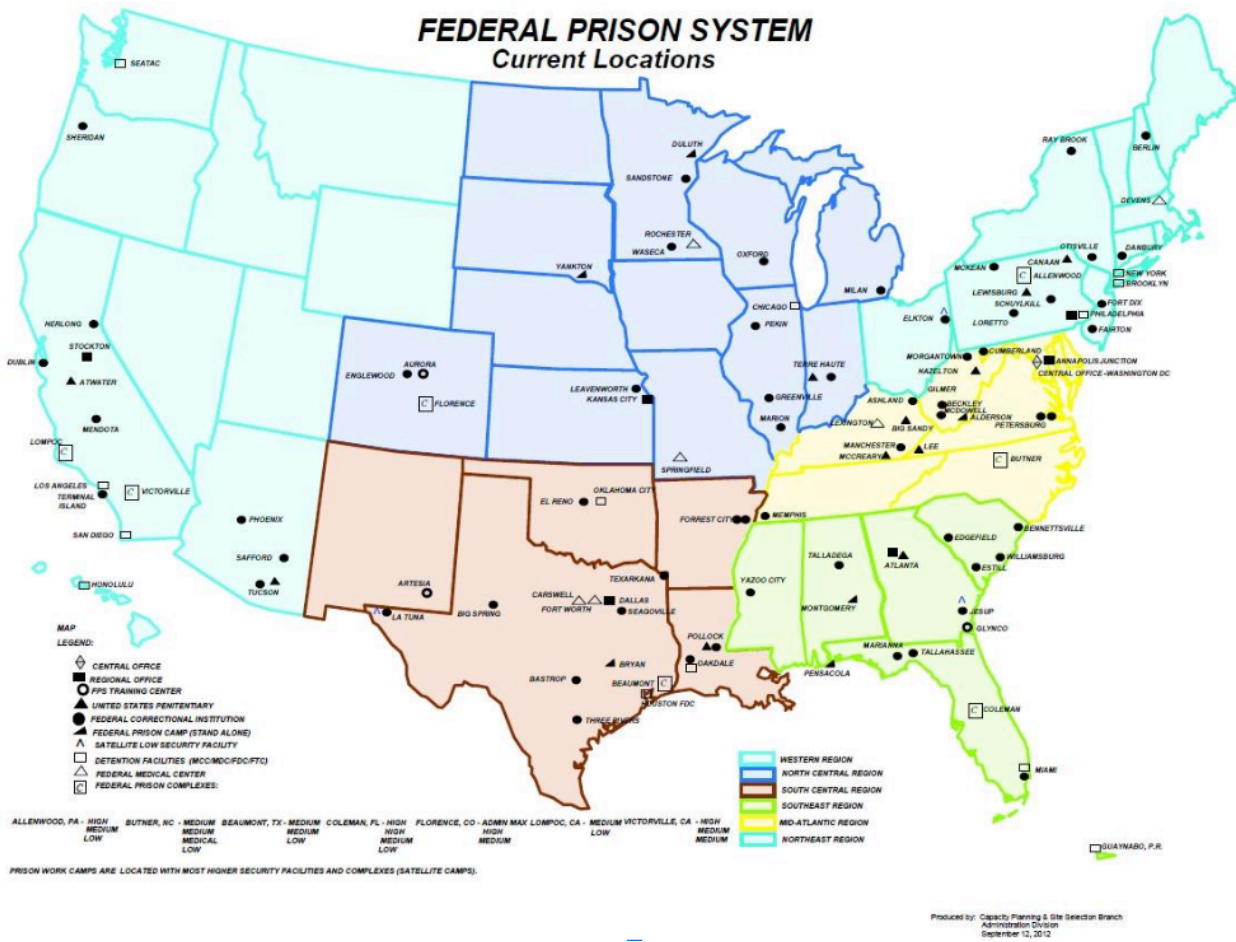 FEDERAL PRISON SYSTEM
Current Locations
SEATAC
SHERIDAN
HERLONG
STOCKTON
DUBLIN
ATWATER
MENDOTA
LOMPOC
C
LOS ANGELES
TERMINAL
ISLAND
C VICTORVILLE
SAN DIEGO
PHOENIX
SAFFORD
TUCSON
HONOLULU
DULUTH
SANDSTONE
ROCHESTER
WASECA
YANKTON
OXFORD
MILAN
CHICAGO
PEKIN
TERRE HAUTE
AURORA
ENGLEWOOD
C FLORENCE
LEAVENWORTH
KANSAS CITY
GREENVILLE
MARION
SPRINGFIELD
RAY BROOK
BERLIN
DEVENS
OTISVILLE
DANBURY
CANAAN
MCKEAN
C ALLENWOOD
NEW YORK
BROOKLYN
LEWISBURG
SCHUYLKILL
FORT DIX
LORETTO
PHILADELPHIA
FAIRTON
ELKTON
MORGANTOWN
CUMBERLAND
ANNAPOLIS JUNCTION
HAZELTON
CENTRAL OFFICE -WASHINGTON DC
GILMER
ASHLAND
BECKLEY
MCDOWELL
ALDERSON
LEXINGTON
BIG SANDY
PETERSBURG
MANCHESTER
LEE
MCCREARY
C BUTNER
EL RENO
OKLAHOMA CITY
FORREST CITY
MEMPHIS
ARTESIA
LA TUNA
BIG SPRING
TEXARKANA
CARSWELL
FORT WORTH
DALLAS
SEAGOVILLE
BRYAN
POLLOCK
OAKDALE
BASTROP
BEAUMONT C
HOUSTON FDC
THREE RIVERS
YAZOO CITY
TALLADEGA
MONTGOMERY
ATLANTA
EDGEFIELD
BENNETTSVILLE
WILLIAMSBURG
ESTILL
JESUP
GLYNCO
MARIANNA
TALLAHASSEE
PENSACOLA
C COLEMAN
MIAMI
GUAYNABO, P.R.
MAP
LEGEND:
CENTRAL OFFICE
REGIONAL OFFICE
FPS TRAINING CENTER
UNITED STATES PENITENTIARY
FEDERAL CORRECTIONAL INSTITUTION
FEDERAL PRISON CAMP (STAND ALONE)
SATELLITE LOW SECURITY FACILITY
DETENTION FACILITIES (MCC/MDC/FDC/FTC)
FEDERAL MEDICAL CENTER
C FEDERAL PRISON COMPLEXES:
WESTERN REGION
NORTH CENTRAL REGION
SOUTH CENTRAL REGION
SOUTHEAST REGION
MID-ATLANTIC REGION
NORTHEAST REGION
ALLENWOOD, PA - HIGH
MEDIUM
LOW
BUTNER, NC - MEDIUM
MEDIUM
MEDICAL
LOW
BEAUMONT, TX - MEDIUM
MEDIUM
LOW
COLEMAN, FL - HIGH
HIGH
MEDIUM
LOW
FLORENCE, CO - ADMIN MAX
HIGH
MEDIUM
LOMPOC, CA - MEDIUM
LOW
VICTORVILLE, CA - HIGH
MEDIUM
MEDIUM
PRISON WORK CAMPS ARE LOCATED WITH MOST HIGHER SECURITY FACILITIES AND COMPLEXES (SATELLITE CAMPS).
Produced by: Capacity Planning & Site Selection Branch
Administration Division
September 12, 2012